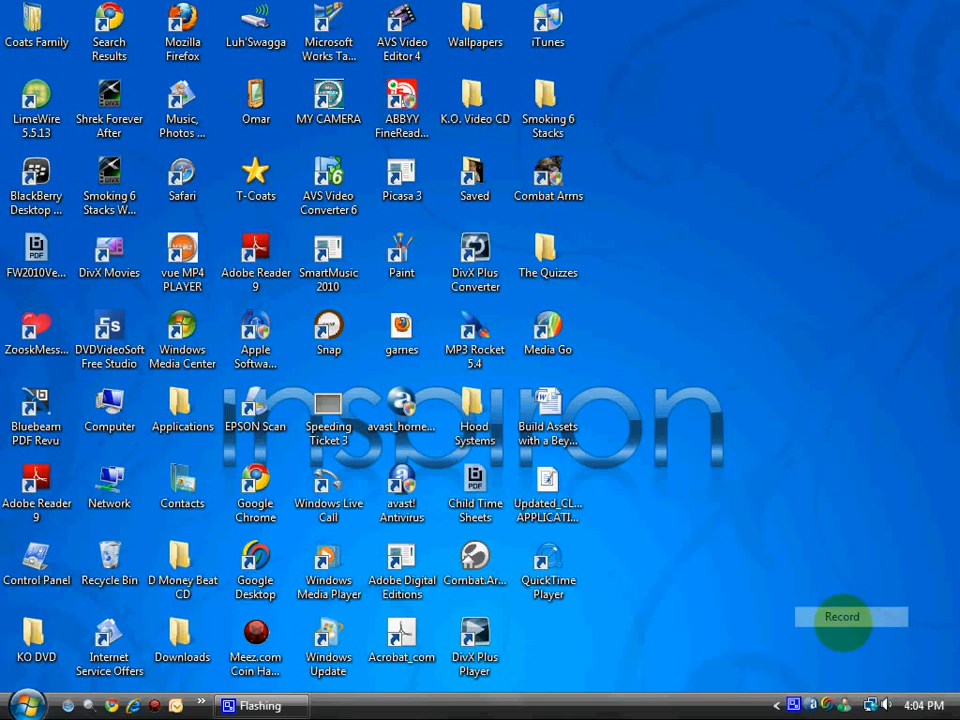 Coats Family
Search
Results
Mozilla
Firefox
Luh'Swagga
Microsoft
Works Ta...
AVS Video
Editor 4
Wallpapers
iTunes
LimeWire
5.5.13
Shrek Forever
After
Music,
Photos ...
Omar
MY CAMERA
ABBYY
FineRead...
K.O. Video CD
Smoking 6
Stacks
BlackBerry
Desktop ...
Smoking 6
Stacks W...
Safari
T-Coats
AVS Video
Converter 6
Picasa 3
Saved
Combat Arms
FW2010Ve...
DivX Movies
vue MP4
PLAYER
Adobe Reader
9
SmartMusic
2010
Paint
DivX Plus
Converter
The Quizzes
ZooskMess...
DVDVideoSoft
Free Studio
Windows
Media Center
Apple
Softwa...
Snap
games
MP3 Rocket
5.4
Media Go
inspiron
Bluebeam
PDF Revu
Computer
Applications
EPSON Scan
Speeding
Ticket 3
avast_home...
Hood
Systems
Build Assets
with a Bey...
Adobe Reader
9
Network
Contacts
Google
Chrome
Windows Live
Call
avast!
Antivirus
Child Time
Sheets
Updated_CL...
APPLICATI...
Control Panel
Recycle Bin
D Money Beat
CD
Google
Desktop
Windows
Media Player
Adobe Digital
Editions
Combat.Ar...
QuickTime
Player
Record
KO DVD
Internet
Service Offers
Downloads
Meez.com
Coin Ha...
Windows
Update
Acrobat_com
DivX Plus
Player
Flashing
4:04 PM